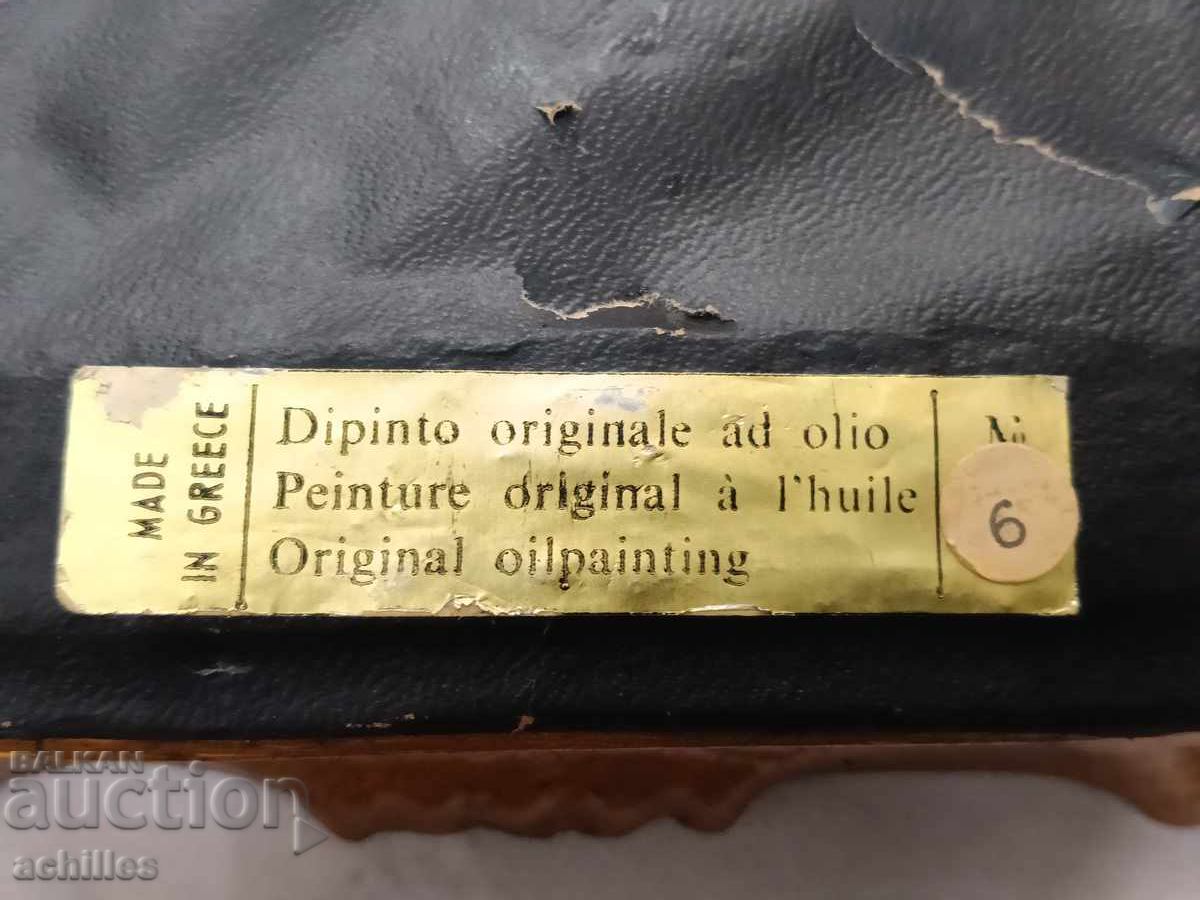 MADE
IN GREECE
Dipinto originale ad olio
Peinture original à l'huile
Original oilpainting
No
6
BALKAN
auction
achilles